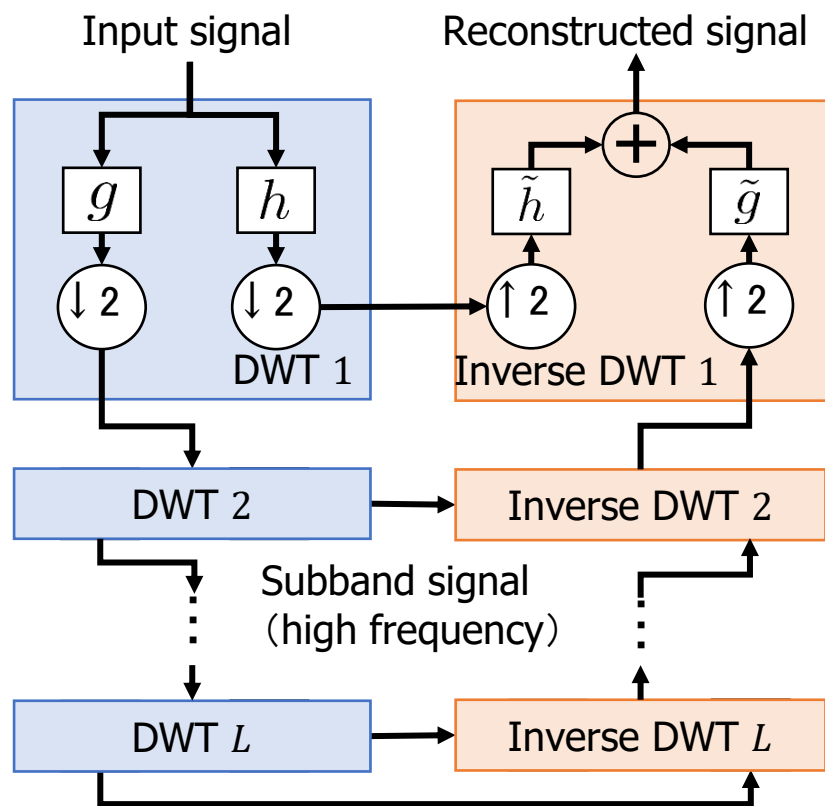 Input signal
Reconstructed signal
g
h
h̃
g̃
+
↓ 2
↓ 2
↑ 2
↑ 2
DWT 1
Inverse DWT 1
DWT 2
Inverse DWT 2
Subband signal
（high frequency）
DWT L
Inverse DWT L